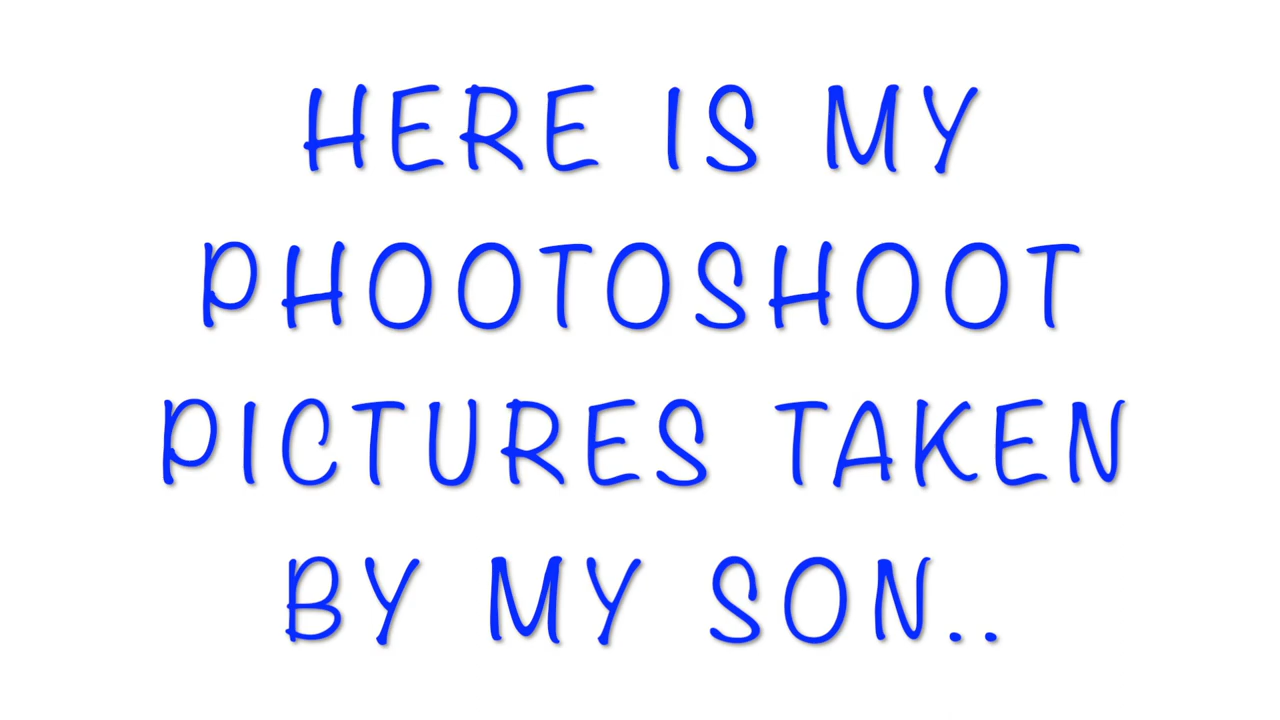 HERE IS MY
PHOOTOSHOOT
PICTURES TAKEN
BY MY SON..